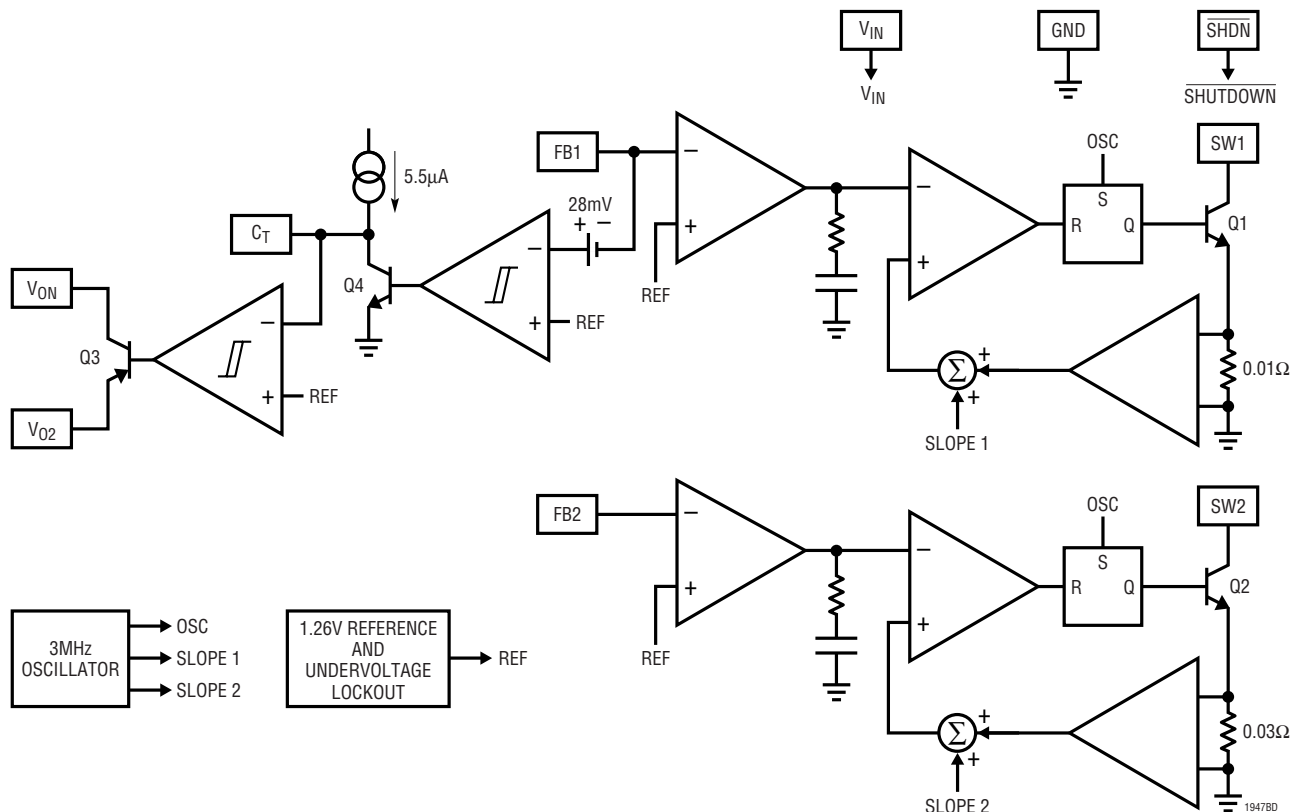 V_IN
GND
S̅H̅D̅N̅
V_IN
S̅H̅U̅T̅D̅O̅W̅N̅
5.5µA
FB1
−
+
REF
28mV
+ −
−
+
REF
C_T
Q4
V_ON
Q3
V_O2
−
+
REF
−
+
OSC
S
R Q
SW1
Q1
0.01Ω
Σ
+
+
SLOPE 1
FB2
−
+
REF
−
+
OSC
S
R Q
SW2
Q2
0.03Ω
Σ
+
+
SLOPE 2
3MHz
OSCILLATOR
OSC
SLOPE 1
SLOPE 2
1.26V REFERENCE
AND
UNDERVOLTAGE
LOCKOUT
REF
1947BD